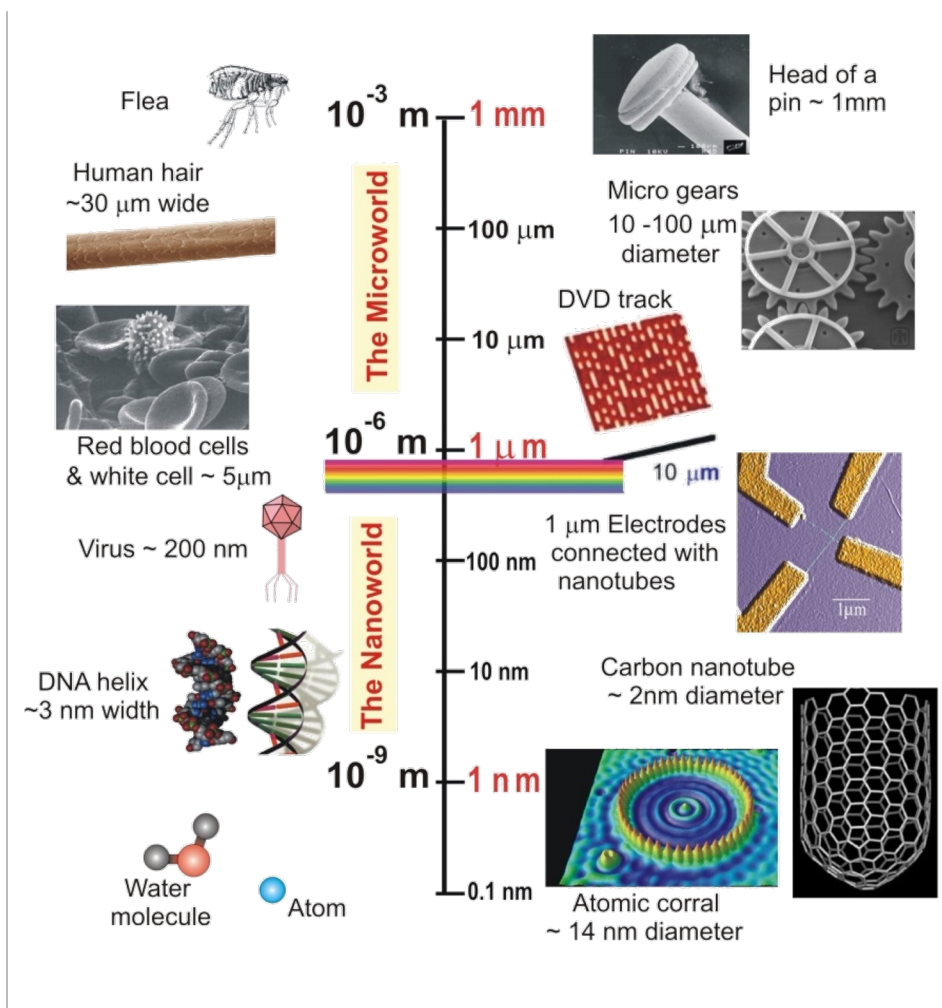 Flea
10-3 m
1 mm
Head of a
pin ~ 1mm
PIN 10KV
Human hair
~30 μm wide
The Microworld
100 μm
Micro gears
10 -100 μm
diameter
10 μm
DVD track
Red blood cells
& white cell ~ 5μm
10-6 m
1 μm
10 μm
Virus ~ 200 nm
The Nanoworld
100 nm
1 μm Electrodes
connected with
nanotubes
1μm
DNA helix
~3 nm width
10 nm
Carbon nanotube
~ 2nm diameter
10-9 m
1 nm
Water
molecule
Atom
0.1 nm
Atomic corral
~ 14 nm diameter